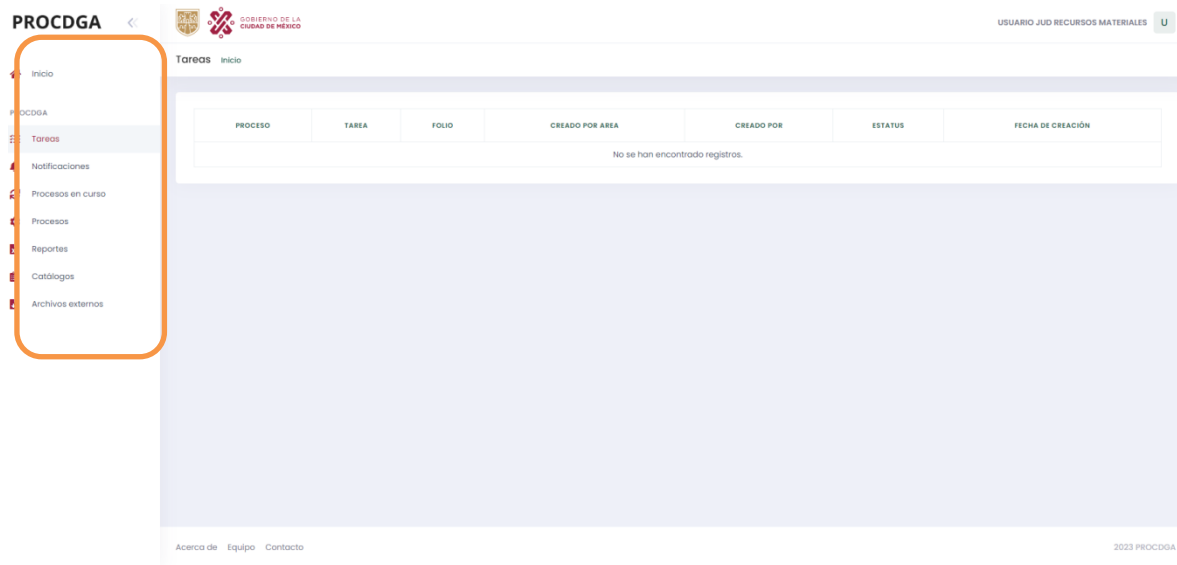 PROCDGA
GOBIERNO DE LA
CIUDAD DE MÉXICO
USUARIO JUD RECURSOS MATERIALES U
Tareas Inicio
Inicio
PROCDGA
Tareas
Notificaciones
Procesos en curso
Procesos
Reportes
Catálogos
Archivos externos
PROCESO TAREA FOLIO CREADO POR AREA CREADO POR ESTATUS FECHA DE CREACIÓN
No se han encontrado registros.
Acerca de Equipo Contacto
2023 PROCDGA